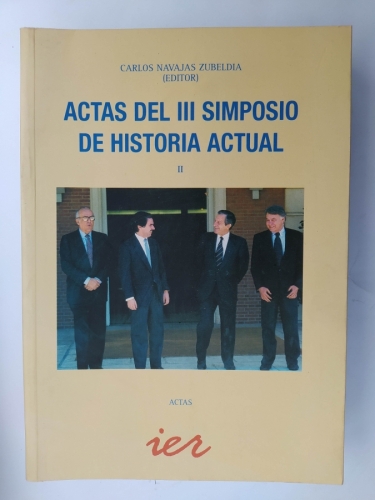 CARLOS NAVAJAS ZUBELDIA
(EDITOR)
ACTAS DEL III SIMPOSIO
DE HISTORIA ACTUAL
II
ACTAS
ier